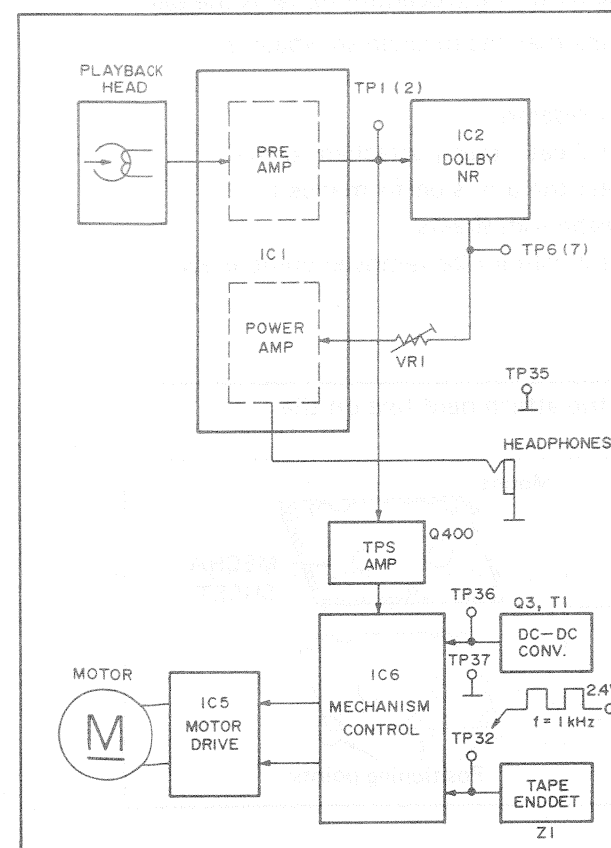 PLAYBACK
HEAD
TP1 (2)
PRE
AMP
IC2
DOLBY
NR
IC1
TP6 (7)
POWER
AMP
VR1
TP35
HEADPHONES
TPS
AMP
Q400
TP36
Q3, T1
DC-DC
CONV.
TP37
MOTOR
M
IC5
MOTOR
DRIVE
IC6
MECHANISM
CONTROL
2.4V
f = 1kHz
TP32
TAPE
ENDDET
Z1